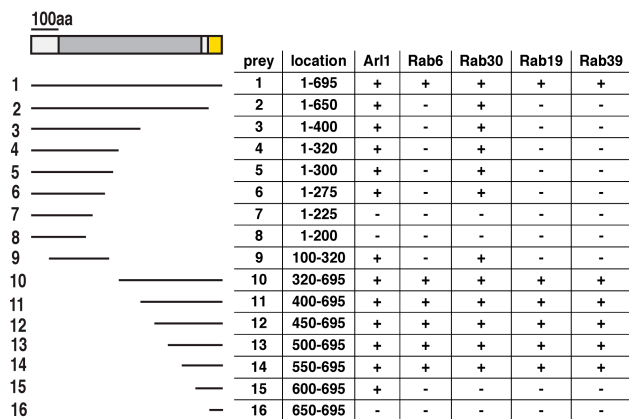 100aa
prey location Arl1 Rab6 Rab30 Rab19 Rab39
1 1 1-695 + + + + +
2 2 1-650 + - + - -
3 3 1-400 + - + - -
4 4 1-320 + - + - -
5 5 1-300 + - + - -
6 6 1-275 + - + - -
7 7 1-225 - - - - -
8 8 1-200 - - - - -
9 9 100-320 + - + - -
10 10 320-695 + + + + +
11 11 400-695 + + + + +
12 12 450-695 + + + + +
13 13 500-695 + + + + +
14 14 550-695 + + + + +
15 15 600-695 + - - - -
16 16 650-695 - - - - -